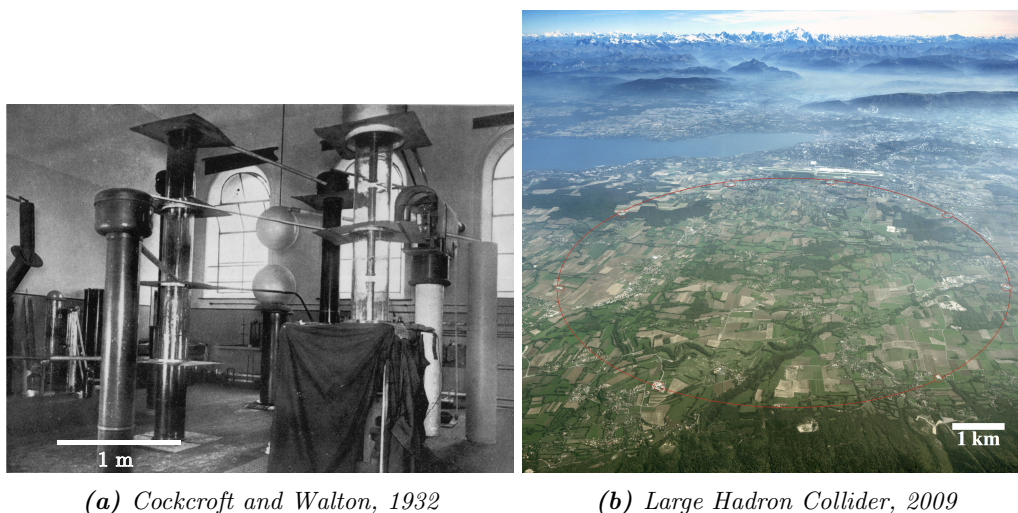 1 m
1 km
(a) Cockcroft and Walton, 1932
(b) Large Hadron Collider, 2009